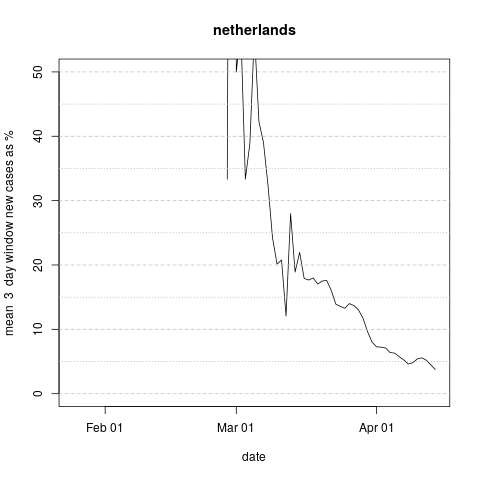 netherlands
mean 3 day window new cases as %
50
40
30
20
10
0
Feb 01
Mar 01
Apr 01
date